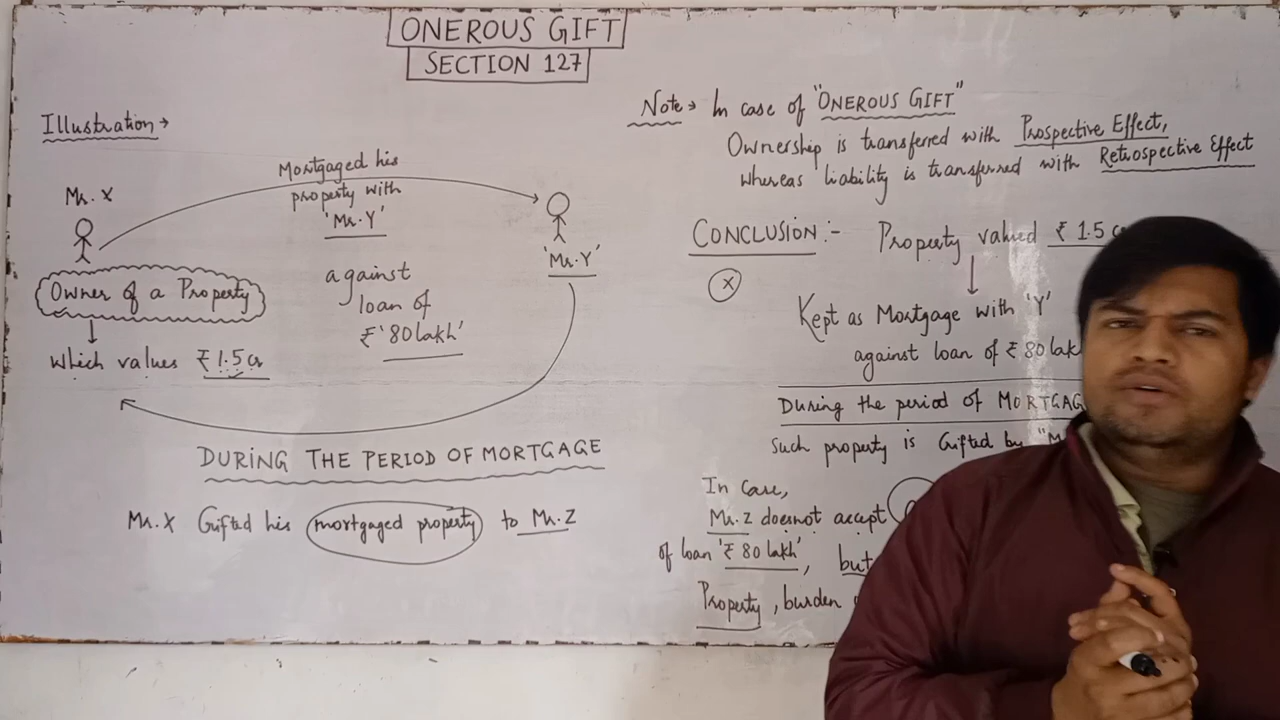 ONEROUS GIFT
SECTION 127
Illustration →
Mr. X
Owner of a Property
which values ₹ 1.5 cr
Mortgaged his
property with
'Mr. Y'
against
loan of
₹ '80 lakh'
'Mr. Y'
DURING THE PERIOD OF MORTGAGE
Mr. X Gifted his mortgaged property to Mr. Z
Note → In case of "ONEROUS GIFT"
Ownership is transferred with Prospective Effect,
whereas liability is transferred with Retrospective Effect
CONCLUSION :- Property valued ₹ 1.5 c
X
Kept as Mortgage with 'Y'
against loan of ₹ 80 lak
During the period of MORTGAG
Such property is Gifted by "M
In Case,
Mr. Z doesnot accept
of loan '₹ 80 lakh', but
Property, burden